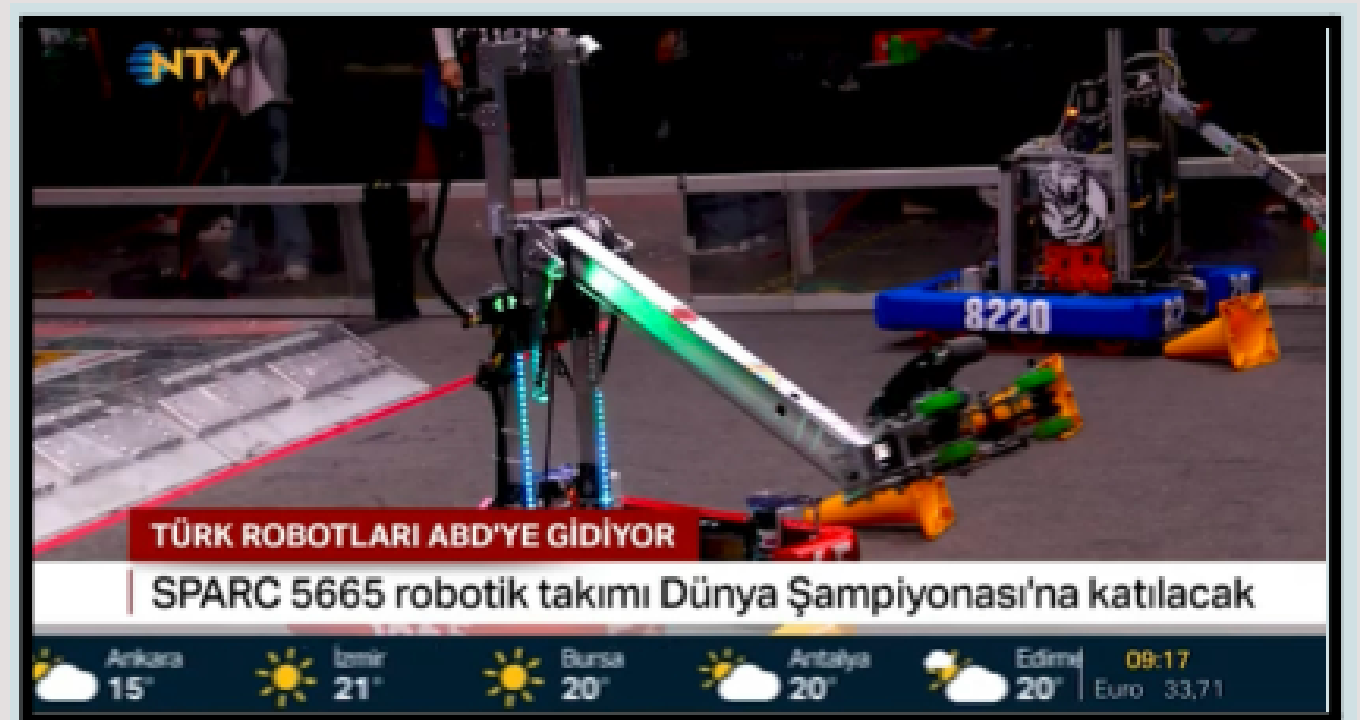 NTV
8220
TÜRK ROBOTLARI ABD'YE GİDİYOR
SPARC 5665 robotik takımı Dünya Şampiyonası'na katılacak
Ankara
15°
İzmir
21°
Bursa
20°
Antalya
20°
Edirne
20°
09:17
Euro 33,71